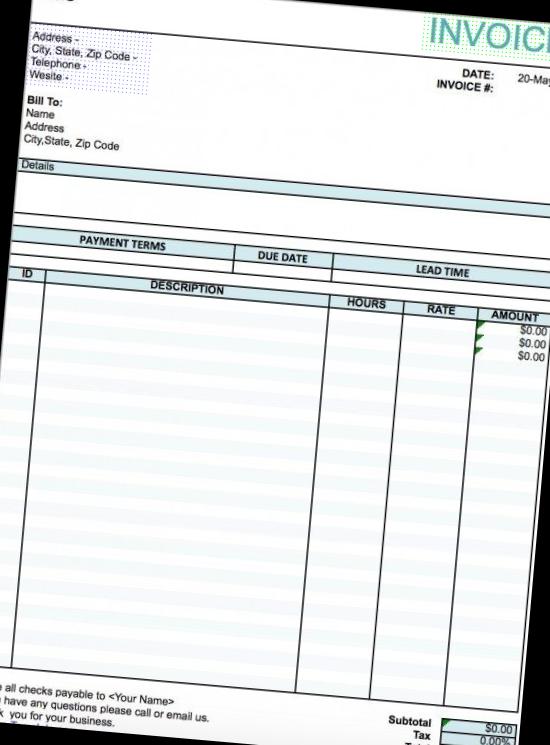 INVOIC
Address -
City, State, Zip Code -
Telephone -
Wesite -
DATE: 20-May
INVOICE #:
Bill To:
Name
Address
City,State, Zip Code
Details
PAYMENT TERMS DUE DATE LEAD TIME
ID DESCRIPTION HOURS RATE AMOUNT
$0.00
$0.00
$0.00
all checks payable to <Your Name>
have any questions please call or email us.
you for your business.
Subtotal $0.00
Tax 0.00%